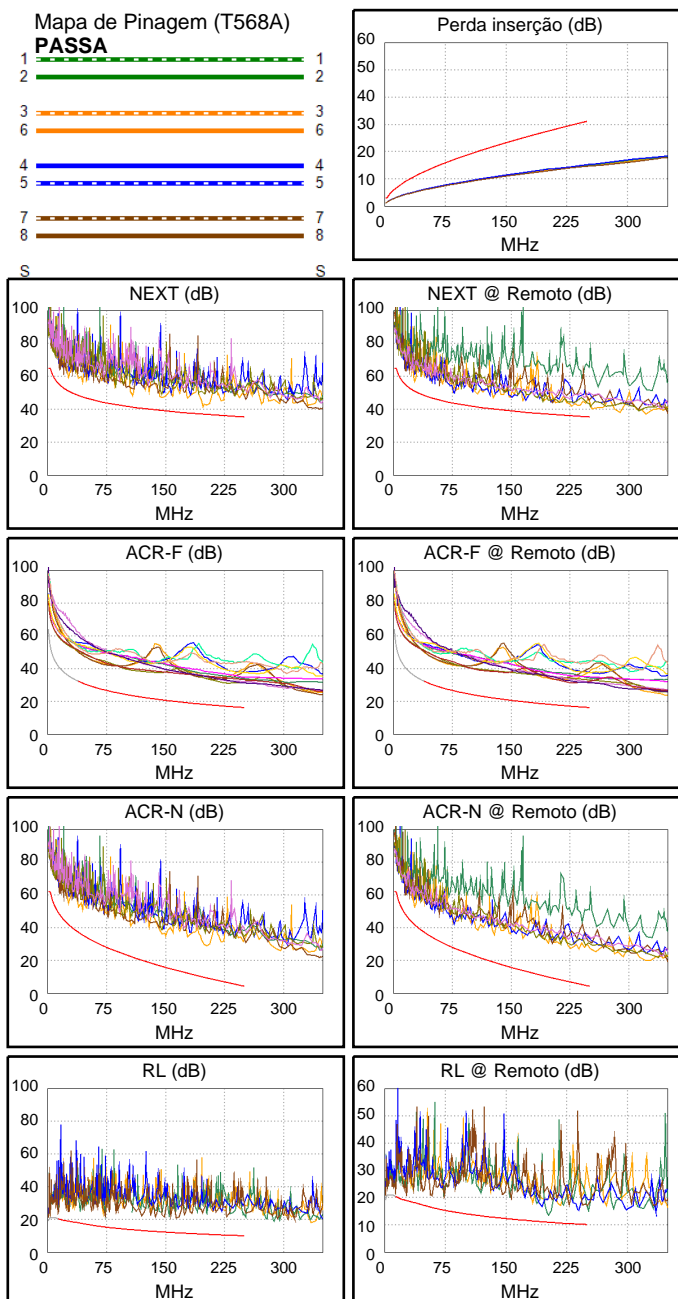 Mapa de Pinagem (T568A)
PASSA
1 1
2 2
3 3
6 6
4 4
5 5
7 7
8 8
S S
Perda inserção (dB)
60
50
40
30
20
10
0
0 75 150 225 300
MHz
NEXT (dB)
100
80
60
40
20
0
0 75 150 225 300
MHz
NEXT @ Remoto (dB)
100
80
60
40
20
0
0 75 150 225 300
MHz
ACR-F (dB)
100
80
60
40
20
0
0 75 150 225 300
MHz
ACR-F @ Remoto (dB)
100
80
60
40
20
0
0 75 150 225 300
MHz
ACR-N (dB)
100
80
60
40
20
0
0 75 150 225 300
MHz
ACR-N @ Remoto (dB)
100
80
60
40
20
0
0 75 150 225 300
MHz
RL (dB)
100
80
60
40
20
0
0 75 150 225 300
MHz
RL @ Remoto (dB)
60
50
40
30
20
10
0
0 75 150 225 300
MHz